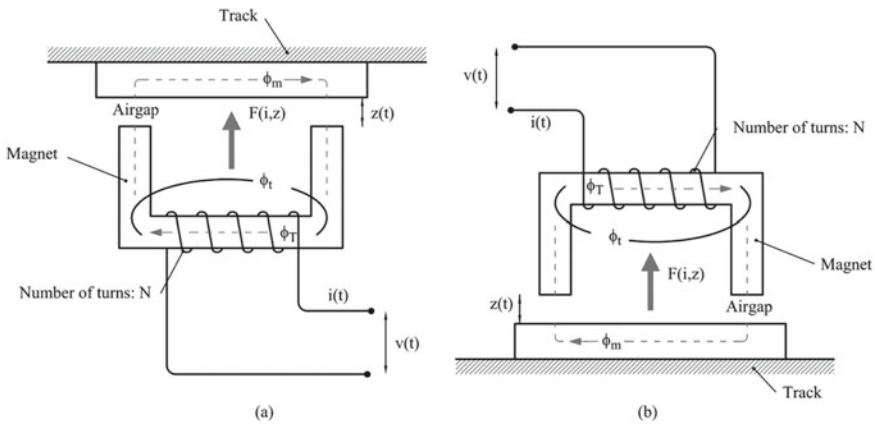 Track
ϕm
Airgap
F(i,z)
z(t)
Magnet
ϕt
ϕT
Number of turns: N
i(t)
v(t)
(a)
v(t)
i(t)
Number of turns: N
ϕT
ϕt
Magnet
F(i,z)
z(t)
Airgap
ϕm
Track
(b)